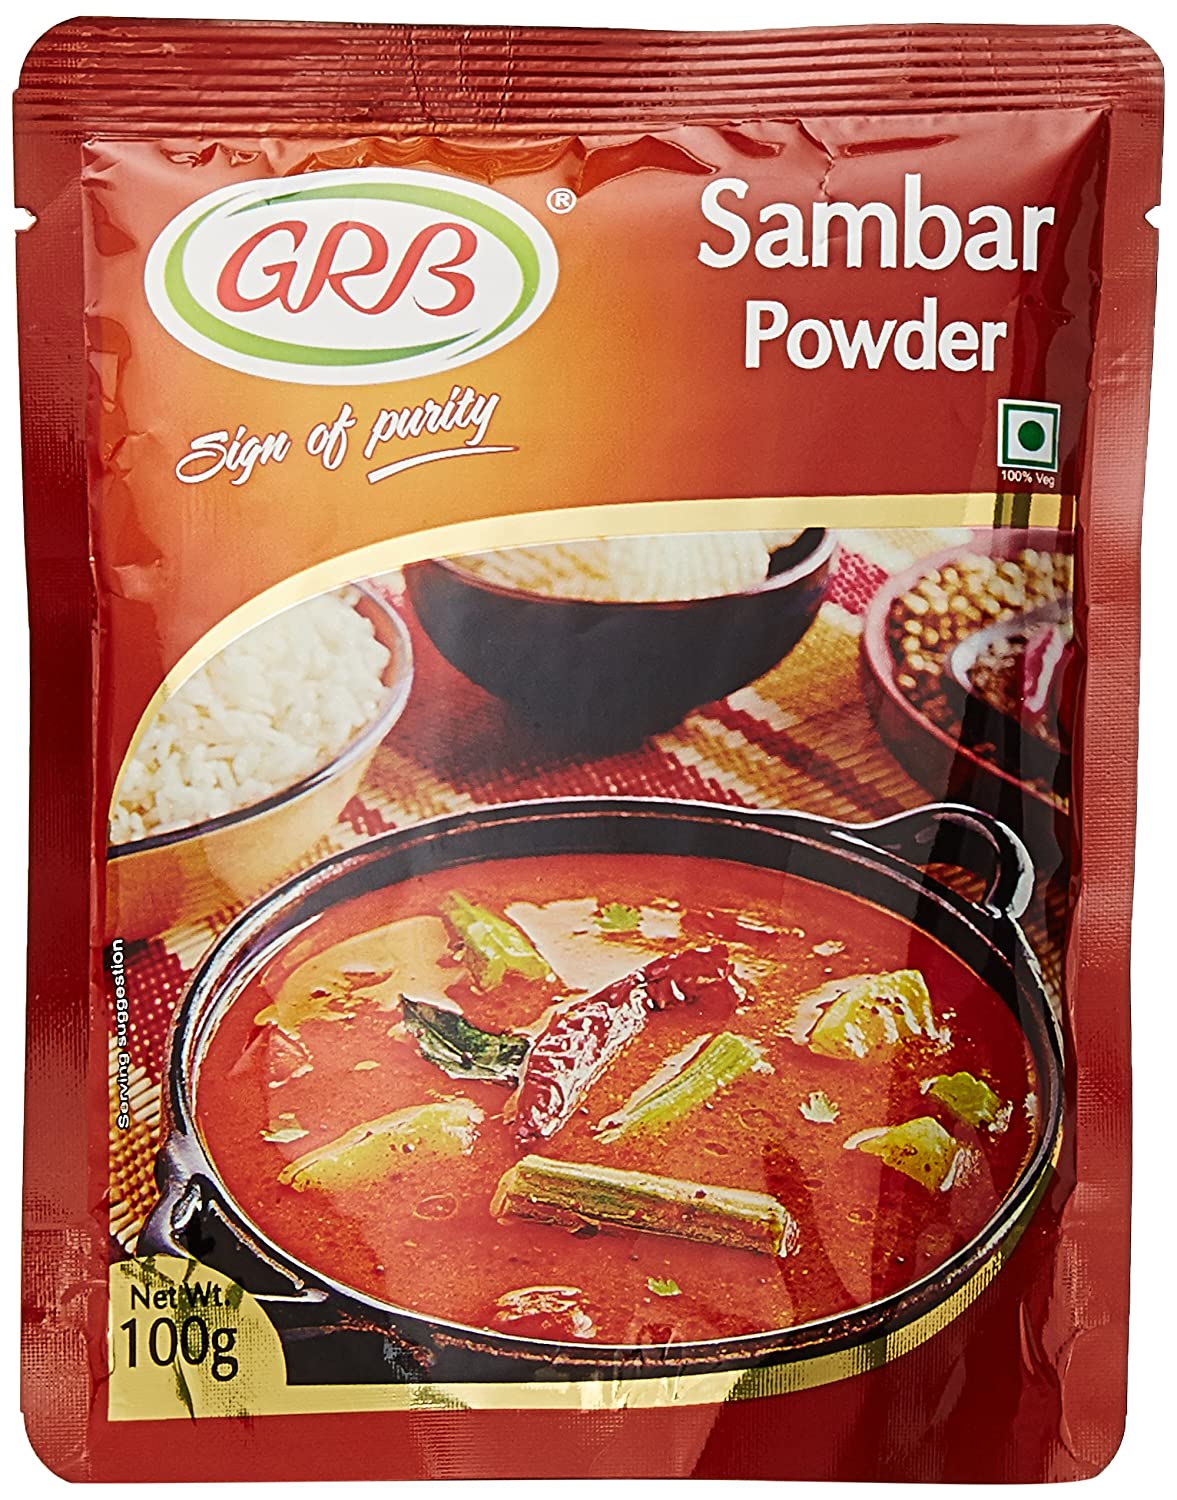 GRB ®
Sign of purity
Sambar
Powder
100% Veg
Serving suggestion
Net Wt.
100g